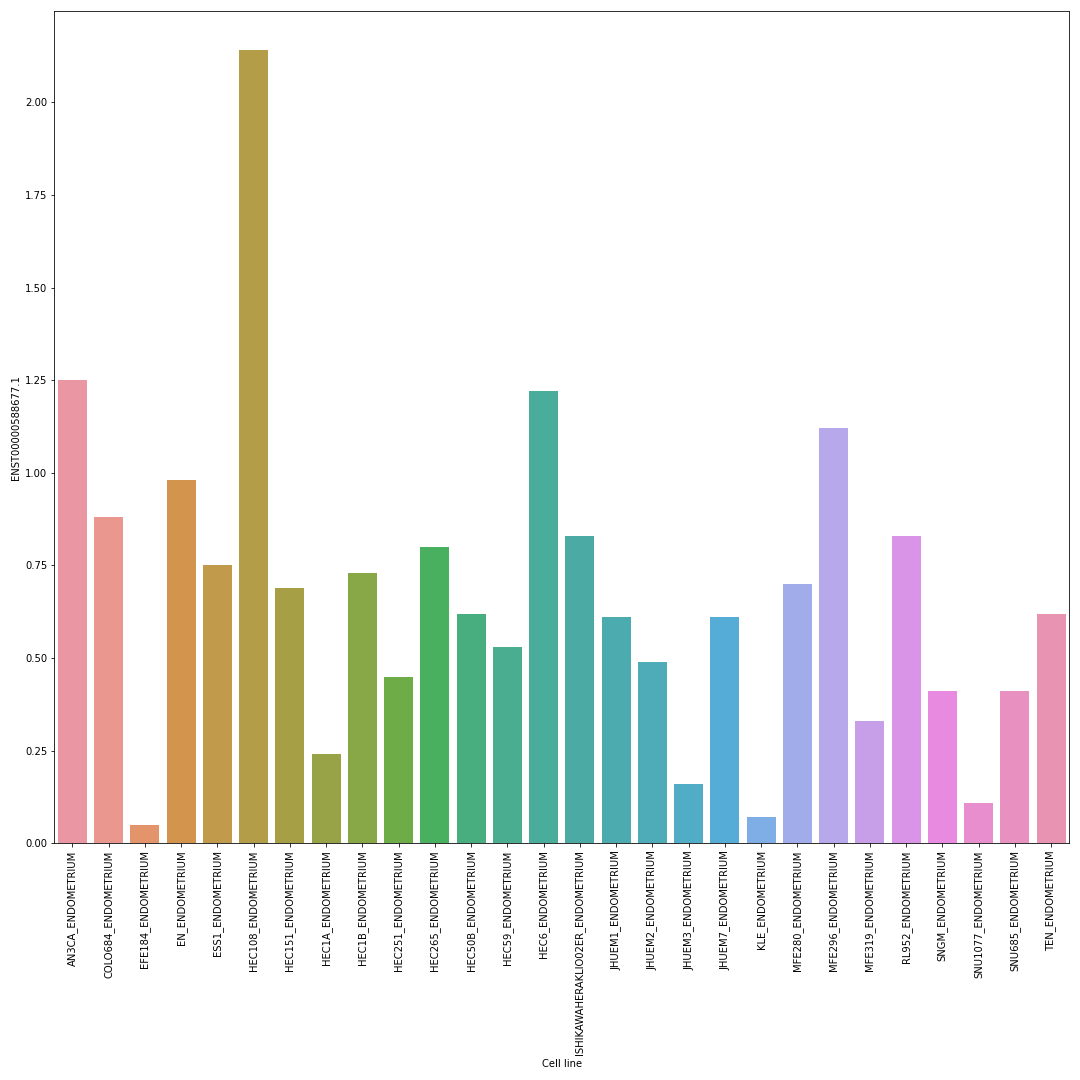 ENST00000588677.1
2.00
1.75
1.50
1.25
1.00
0.75
0.50
0.25
0.00
AN3CA_ENDOMETRIUM
COLO684_ENDOMETRIUM
EFE184_ENDOMETRIUM
EN_ENDOMETRIUM
ESS1_ENDOMETRIUM
HEC108_ENDOMETRIUM
HEC151_ENDOMETRIUM
HEC1A_ENDOMETRIUM
HEC1B_ENDOMETRIUM
HEC251_ENDOMETRIUM
HEC265_ENDOMETRIUM
HEC50B_ENDOMETRIUM
HEC59_ENDOMETRIUM
HEC6_ENDOMETRIUM
ISHIKAWAHERAKLIO02ER_ENDOMETRIUM
JHUEM1_ENDOMETRIUM
JHUEM2_ENDOMETRIUM
JHUEM3_ENDOMETRIUM
JHUEM7_ENDOMETRIUM
KLE_ENDOMETRIUM
MFE280_ENDOMETRIUM
MFE296_ENDOMETRIUM
MFE319_ENDOMETRIUM
RL952_ENDOMETRIUM
SNGM_ENDOMETRIUM
SNU1077_ENDOMETRIUM
SNU685_ENDOMETRIUM
TEN_ENDOMETRIUM
Cell line